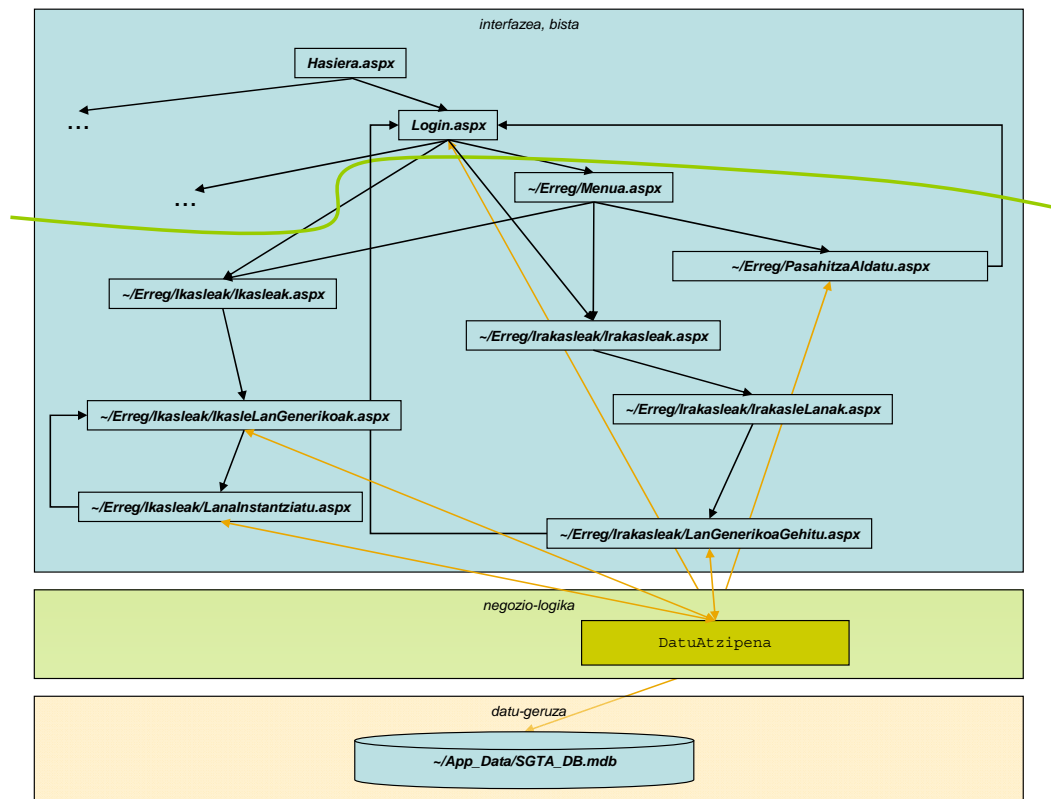 interfazea, bista
Hasiera.aspx
...
Login.aspx
...
~/Erreg/Menua.aspx
~/Erreg/PasahitzaAldatu.aspx
~/Erreg/Ikasleak/Ikasleak.aspx
~/Erreg/Irakasleak/Irakasleak.aspx
~/Erreg/Ikasleak/IkasleLanGenerikoak.aspx
~/Erreg/Irakasleak/IrakasleLanak.aspx
~/Erreg/Ikasleak/LanaInstantziatu.aspx
~/Erreg/Irakasleak/LanGenerikoaGehitu.aspx
negozio-logika
DatuAtzipena
datu-geruza
~/App_Data/SGTA_DB.mdb